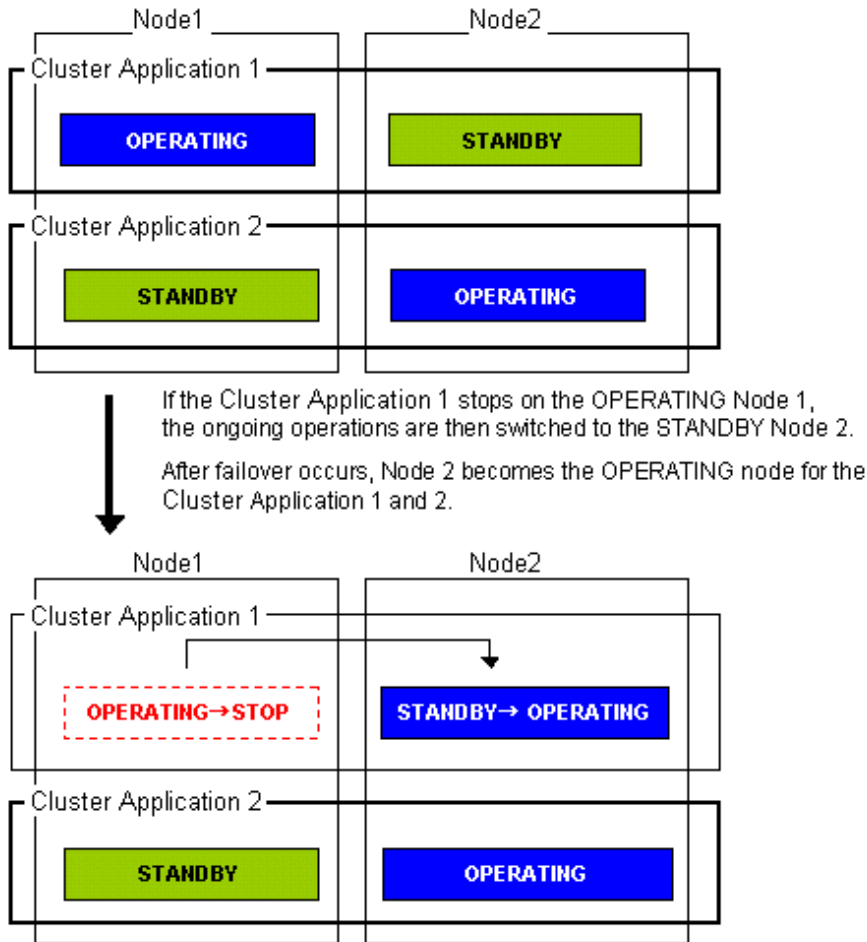 Node1 Node2
Cluster Application 1
OPERATING STANDBY
Cluster Application 2
STANDBY OPERATING
If the Cluster Application 1 stops on the OPERATING Node 1,
the ongoing operations are then switched to the STANDBY Node 2.
After failover occurs, Node 2 becomes the OPERATING node for the
Cluster Application 1 and 2.
Node1 Node2
Cluster Application 1
OPERATING→STOP STANDBY→ OPERATING
Cluster Application 2
STANDBY OPERATING